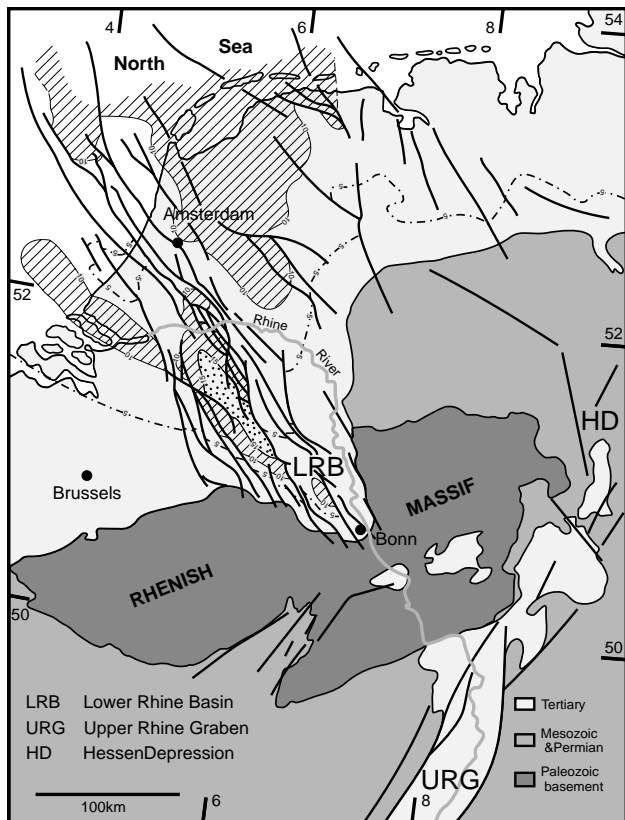 4
6
8
54
North
Sea
Amsterdam
52
Rhine
River
52
HD
LRB
Brussels
MASSIF
Bonn
RHENISH
50
50
LRB Lower Rhine Basin
URG Upper Rhine Graben
HD HessenDepression
Tertiary
Mesozoic
&Permian
Paleozoic
basement
URG
100km
6
8